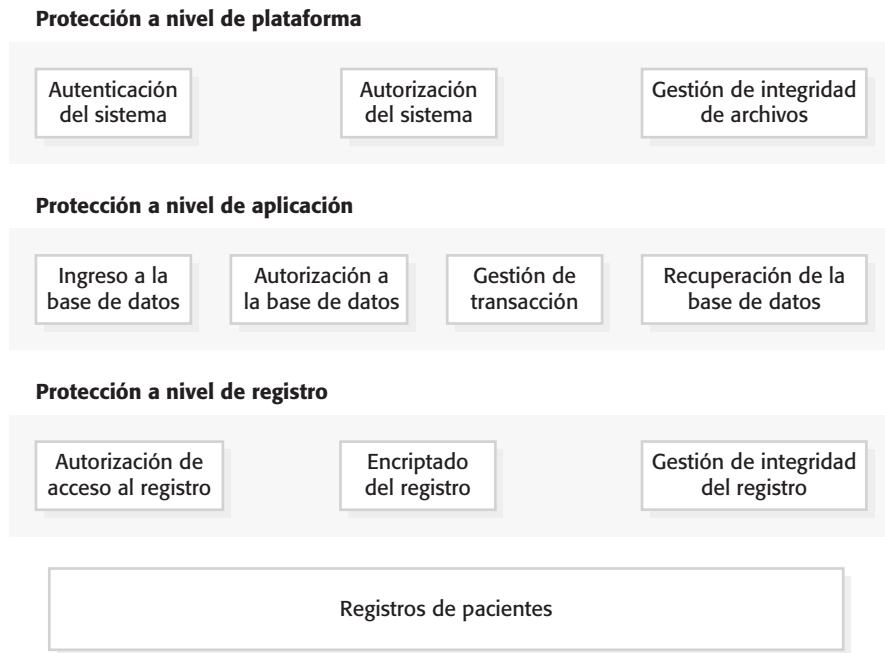 Protección a nivel de plataforma
Autenticación
del sistema
Autorización
del sistema
Gestión de integridad
de archivos
Protección a nivel de aplicación
Ingreso a la
base de datos
Autorización a
la base de datos
Gestión de
transacción
Recuperación de la
base de datos
Protección a nivel de registro
Autorización de
acceso al registro
Encriptado
del registro
Gestión de integridad
del registro
Registros de pacientes